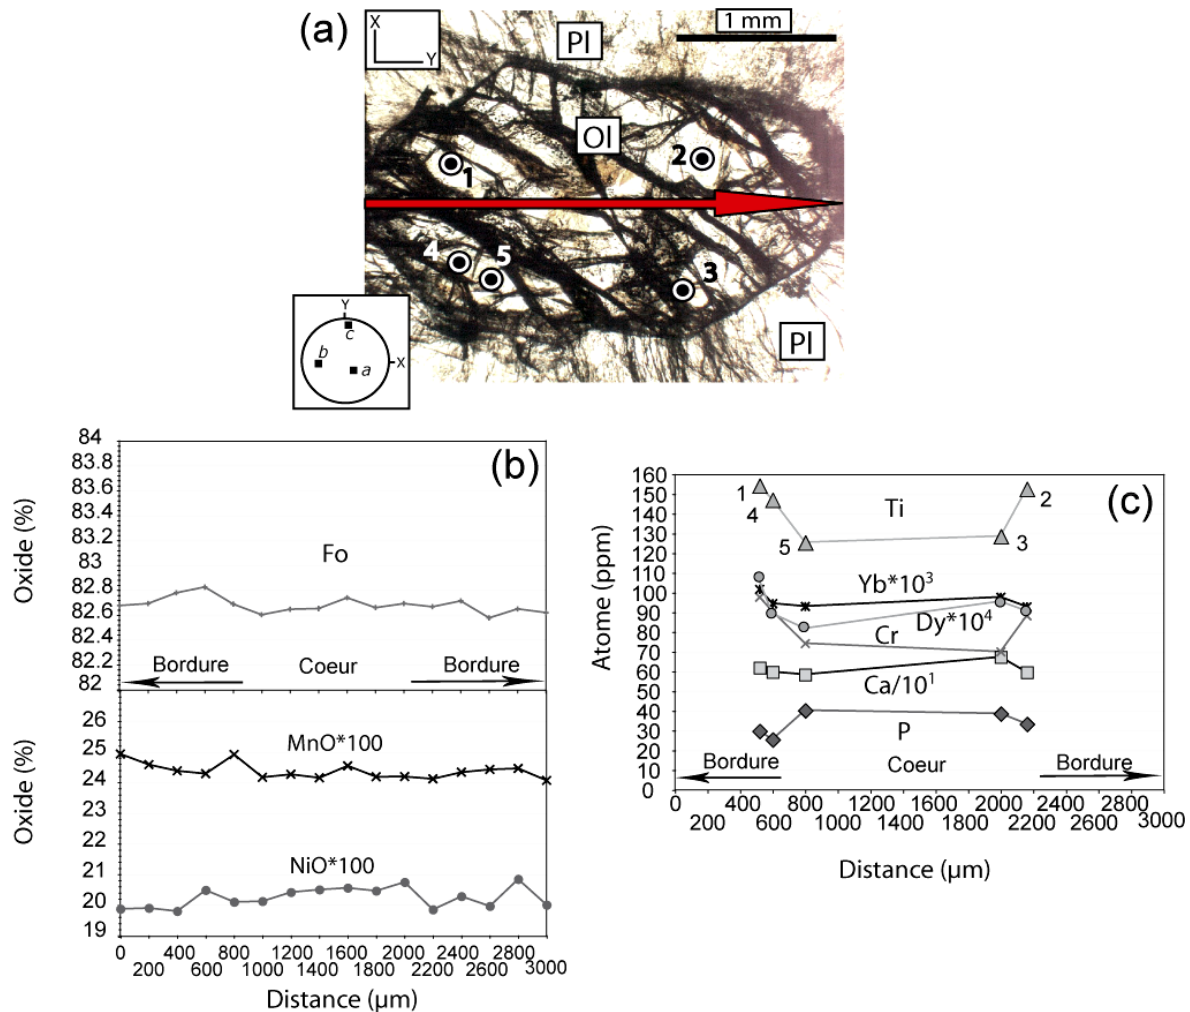 (a)
X
Y
Pl
1 mm
Ol
1
2
4
5
3
Pl
Y
c
b
X
a
(b)
Oxide (%)
84
83.8
83.6
83.4
83.2
83
82.8
82.6
82.4
82.2
82
Fo
Bordure
Coeur
Bordure
Oxide (%)
26
25
24
23
22
21
20
19
MnO*100
NiO*100
0 400 800 1200 1600 2000 2400 2800
200 600 1000 1400 1800 2200 2600 3000
Distance (µm)
(c)
Atome (ppm)
160
150
140
130
120
110
100
90
80
70
60
50
40
30
20
10
0
1
4
5
Ti
3
2
Yb*10³
Dy*10⁴
Cr
Ca/10¹
P
Bordure
Coeur
Bordure
0 400 800 1200 1600 2000 2400 2800
200 600 1000 1400 1800 2200 2600 3000
Distance (µm)